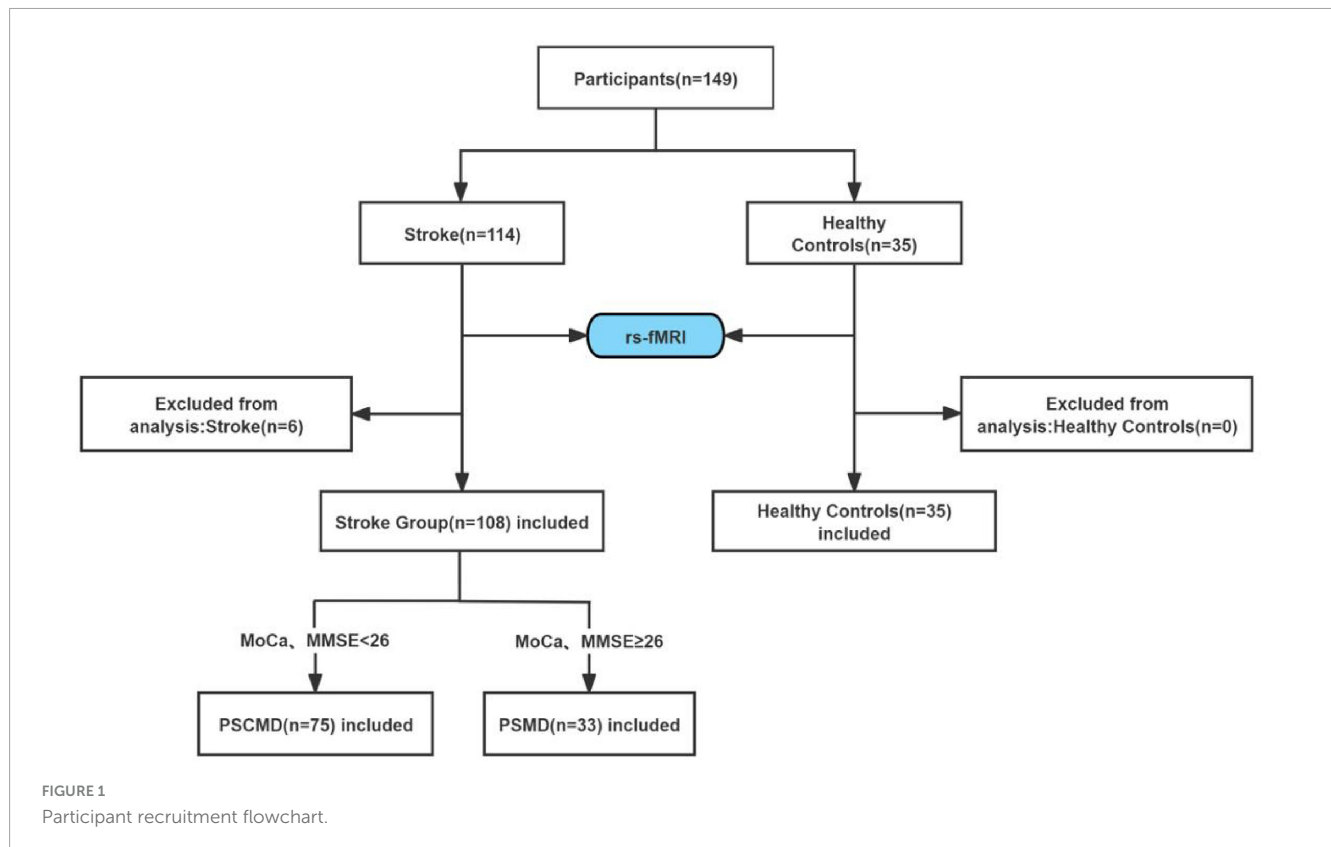 Participants(n=149)
Stroke(n=114)
Healthy
Controls(n=35)
rs-fMRI
Excluded from
analysis:Stroke(n=6)
Excluded from
analysis:Healthy Controls(n=0)
Stroke Group(n=108) included
Healthy Controls(n=35)
included
MoCa、MMSE<26
MoCa、MMSE≥26
PSCMD(n=75) included
PSMD(n=33) included
FIGURE 1
Participant recruitment flowchart.